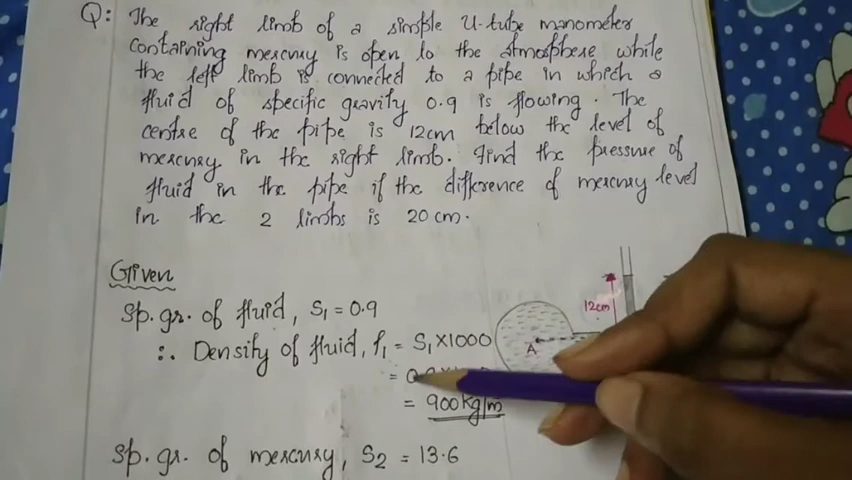 Q: The right limb of a simple U-tube manometer
containing mercury is open to the atmosphere while
the left limb is connected to a pipe in which a
fluid of specific gravity 0.9 is flowing. The
centre of the pipe is 12cm below the level of
mercury in the right limb. Find the pressure of
fluid in the pipe if the difference of mercury level
in the 2 limbs is 20 cm.
Given
Sp. gr. of fluid, S1 = 0.9
12cm
∴ Density of fluid, ρ1 = S1×1000
A
=
= 900kg/m
Sp. gr. of mercury, S2 = 13.6